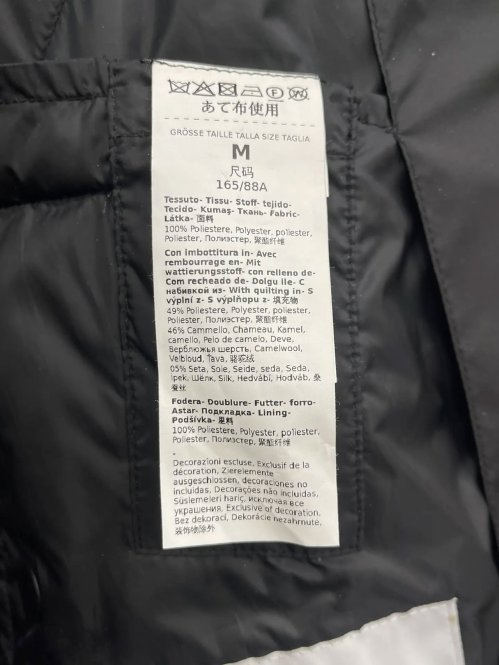 あて布使用
GRÖSSE TAILLE TALLA SIZE TAGLIA
M
尺码
165/88A
Tessuto- Tissu- Stoff- tejido-
Tecido- Kumaş- Ткань- Fabric-
Látka- 面料
100% Poliestere, Polyester, poliester,
Poliester, Полиэстер, 聚酯纤维
Con imbottitura in- Avec
rembourrage en- Mit
wattierungsstoff- con relleno de-
Com recheado de- Dolgu ile- С
набивкой из- With quilting in- S
výplní z- S výplňopu z- 填充物
49% Poliestere, Polyester, poliester,
Poliester, Полиэстер, 聚酯纤维
46% Cammello, Chameau, Kamel,
camello, Pelo de camelo, Deve,
Верблюжья шерсть, Camelwool,
Velbloud, Ťava, 骆驼绒
05% Seta, Soie, Seide, seda, Seda,
Ipek, Шёлк, Silk, Hedvábí, Hodváb, 桑
蚕丝
Fodera- Doublure- Futter- forro-
Astar- Подкладка- Lining-
Podšívka- 里料
100% Poliestere, Polyester, poliester,
Poliester, Полиэстер, 聚酯纤维
-
Decorazioni escluse, Exclusif de la
décoration, Zierelemente
ausgeschlossen, decoraciones no
incluidas, Decorações não incluidas,
Süslemeleri hariç, исключая все
украшения, Exclusive of decoration,
Bez dekorací, Dekorácie nezahrnuté,
装饰物除外